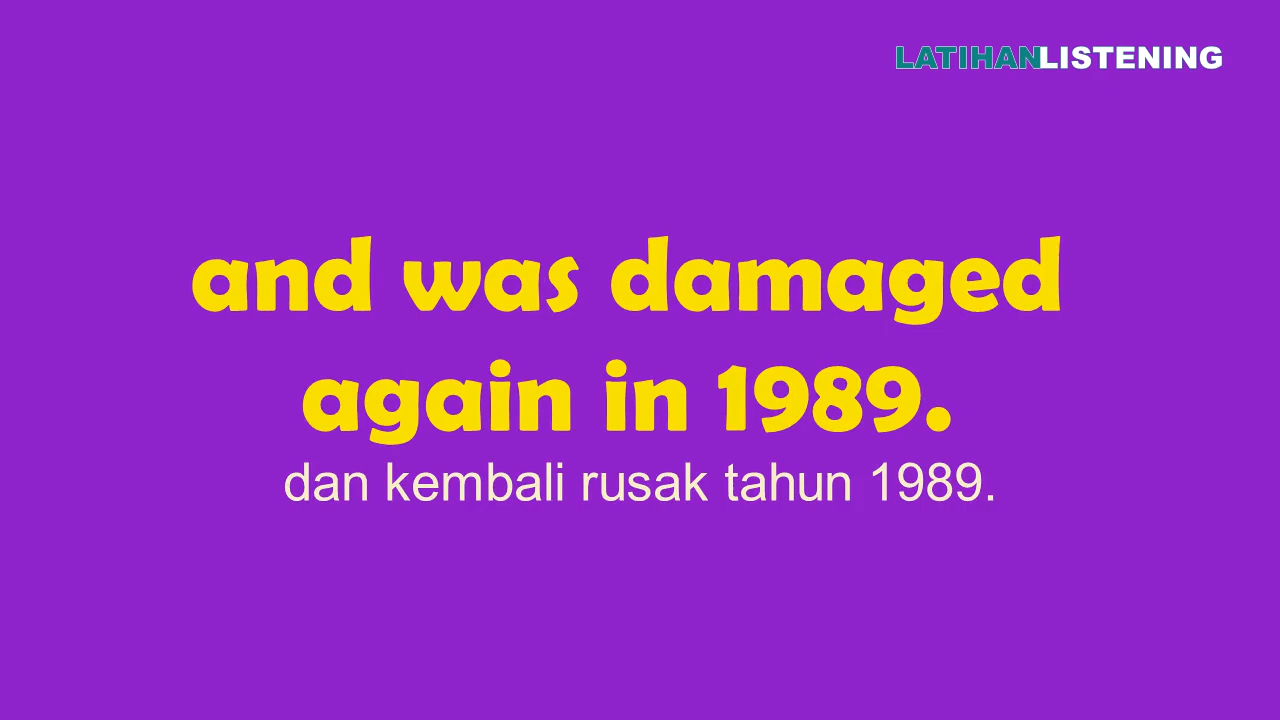 LATIHANLISTENING
and was damaged
again in 1989.
dan kembali rusak tahun 1989.